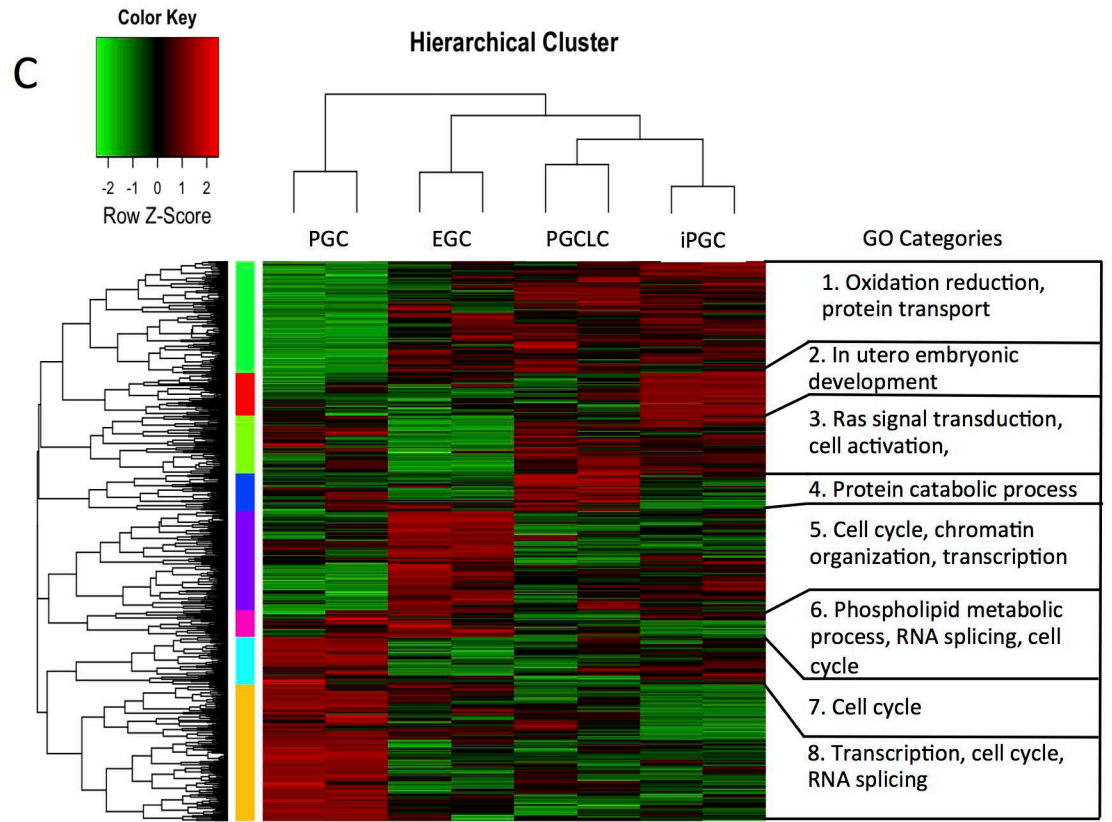 C
Color Key
-2 -1 0 1 2
Row Z-Score
Hierarchical Cluster
PGC EGC PGCLC iPGC GO Categories
1. Oxidation reduction,
protein transport
2. In utero embryonic
development
3. Ras signal transduction,
cell activation,
4. Protein catabolic process
5. Cell cycle, chromatin
organization, transcription
6. Phospholipid metabolic
process, RNA splicing, cell
cycle
7. Cell cycle
8. Transcription, cell cycle,
RNA splicing